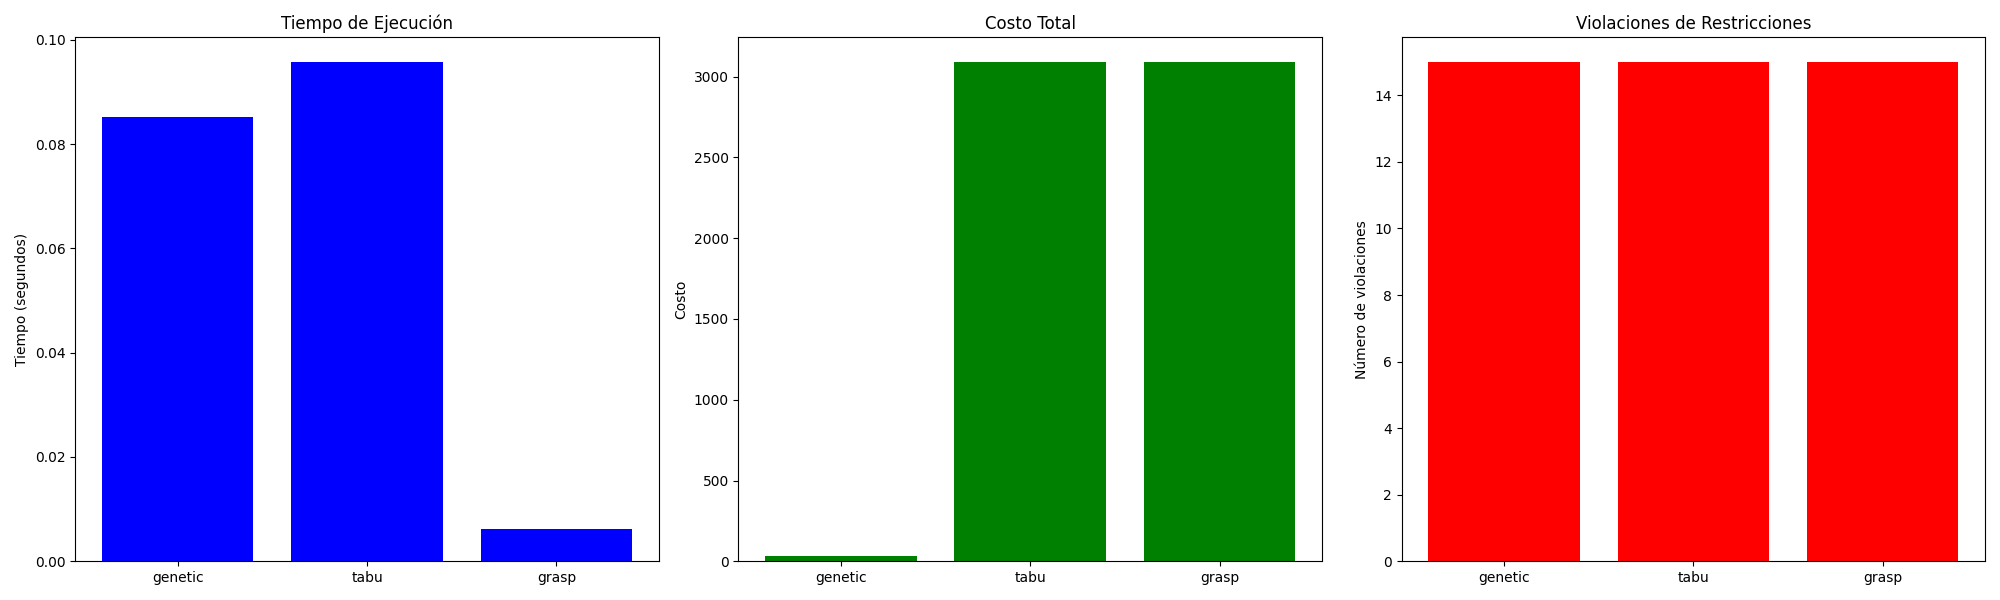 Tiempo de Ejecución
Tiempo (segundos)
0.10
0.08
0.06
0.04
0.02
0.00
genetic tabu grasp
Costo Total
Costo
3000
2500
2000
1500
1000
500
0
genetic tabu grasp
Violaciones de Restricciones
Número de violaciones
14
12
10
8
6
4
2
0
genetic tabu grasp